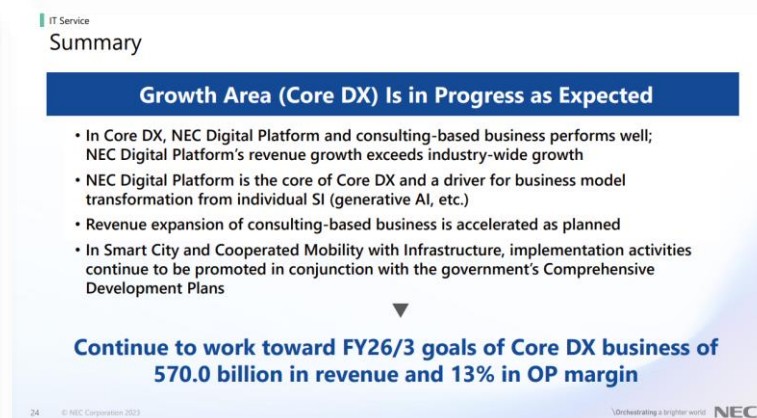 IT Service
Summary
Growth Area (Core DX) Is in Progress as Expected
• In Core DX, NEC Digital Platform and consulting-based business performs well;
NEC Digital Platform's revenue growth exceeds industry-wide growth
• NEC Digital Platform is the core of Core DX and a driver for business model
transformation from individual SI (generative AI, etc.)
• Revenue expansion of consulting-based business is accelerated as planned
• In Smart City and Cooperated Mobility with Infrastructure, implementation activities
continue to be promoted in conjunction with the government's Comprehensive
Development Plans
▼
Continue to work toward FY26/3 goals of Core DX business of
570.0 billion in revenue and 13% in OP margin
24 © NEC Corporation 2023 \Orchestrating a brighter world NEC